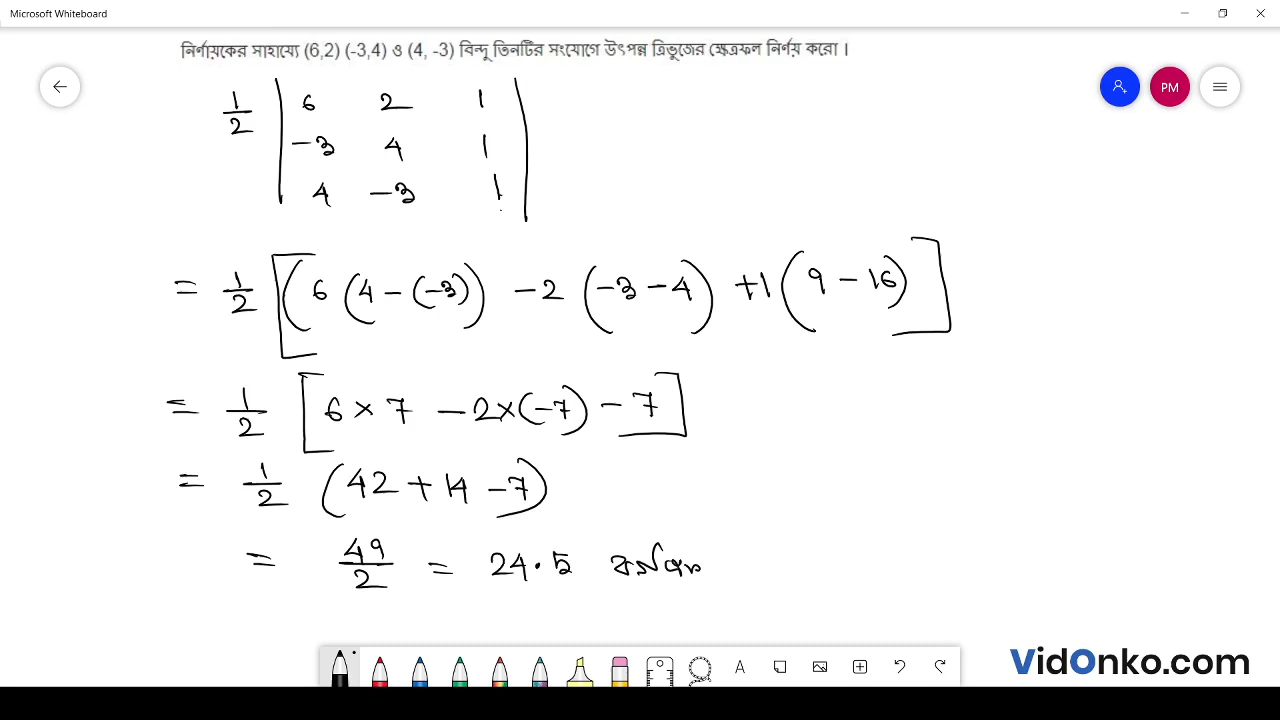 Microsoft Whiteboard
নির্ণায়কের সাহায্যে (6,2) (-3,4) ও (4, -3) বিন্দু তিনটির সংযোগে উৎপন্ন ত্রিভুজের ক্ষেত্রফল নির্ণয় করো ।
PM
1/2 | 6 2 1
-3 4 1
4 -3 1 |
= 1/2 [(6 (4 - (-3)) - 2 (-3 - 4) + 1 (9 - 16)]
= 1/2 [6 × 7 - 2×(-7) - 7]
= 1/2 (42 + 14 - 7)
= 49/2 = 24.5
A
VidOnko.com